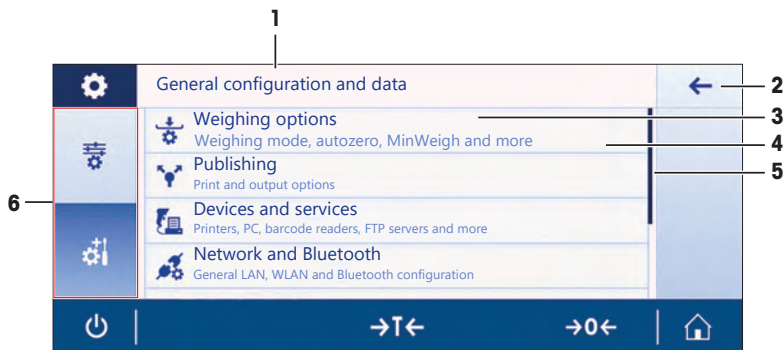 1
General configuration and data
2
Weighing options
3
Weighing mode, autozero, MinWeigh and more
4
Publishing
5
Print and output options
Devices and services
6
Printers, PC, barcode readers, FTP servers and more
Network and Bluetooth
General LAN, WLAN and Bluetooth configuration
→T←
→0←